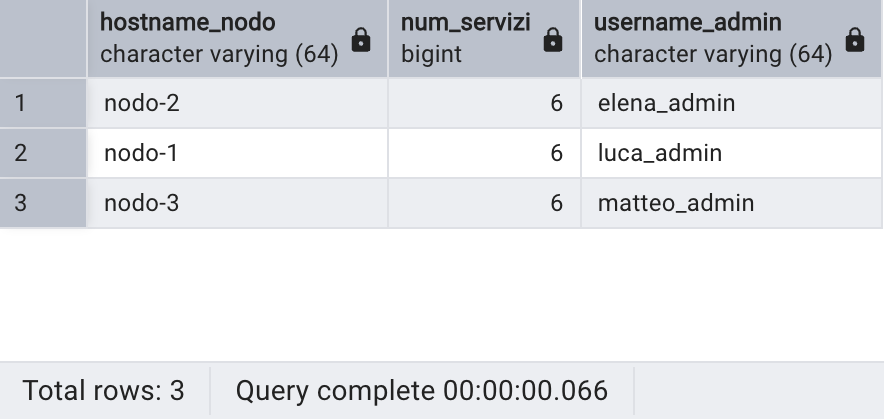 hostname_nodo num_servizi username_admin
character varying (64) bigint character varying (64)
1 nodo-2 6 elena_admin
2 nodo-1 6 luca_admin
3 nodo-3 6 matteo_admin
Total rows: 3 Query complete 00:00:00.066